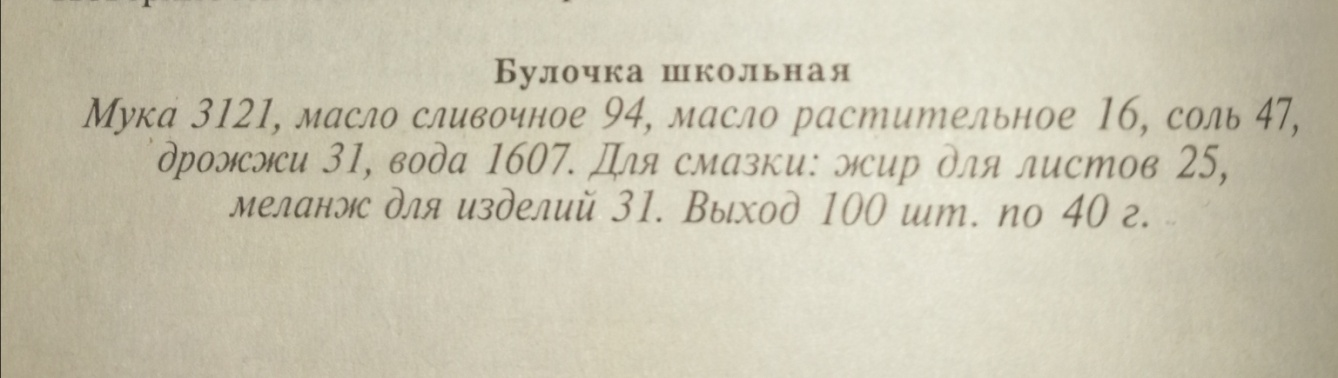 Булочка школьная
Мука 3121, масло сливочное 94, масло растительное 16, соль 47,
дрожжи 31, вода 1607. Для смазки: жир для листов 25,
меланж для изделий 31. Выход 100 шт. по 40 г.